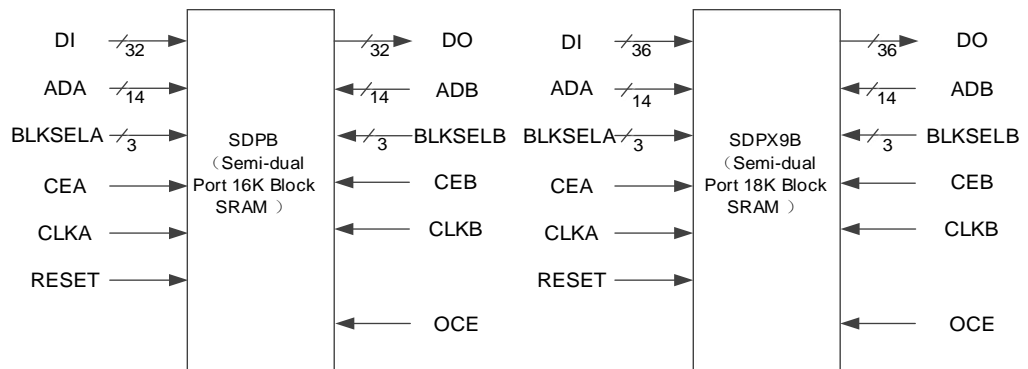 DI
32
32
DO
ADA
14
14
ADB
BLKSELA
3
3
BLKSELB
SDPB
（Semi-dual
Port 16K Block
SRAM ）
CEA
CEB
CLKA
CLKB
RESET
OCE
DI
36
36
DO
ADA
14
14
ADB
BLKSELA
3
3
BLKSELB
SDPX9B
（Semi-dual
Port 18K Block
SRAM ）
CEA
CEB
CLKA
CLKB
RESET
OCE